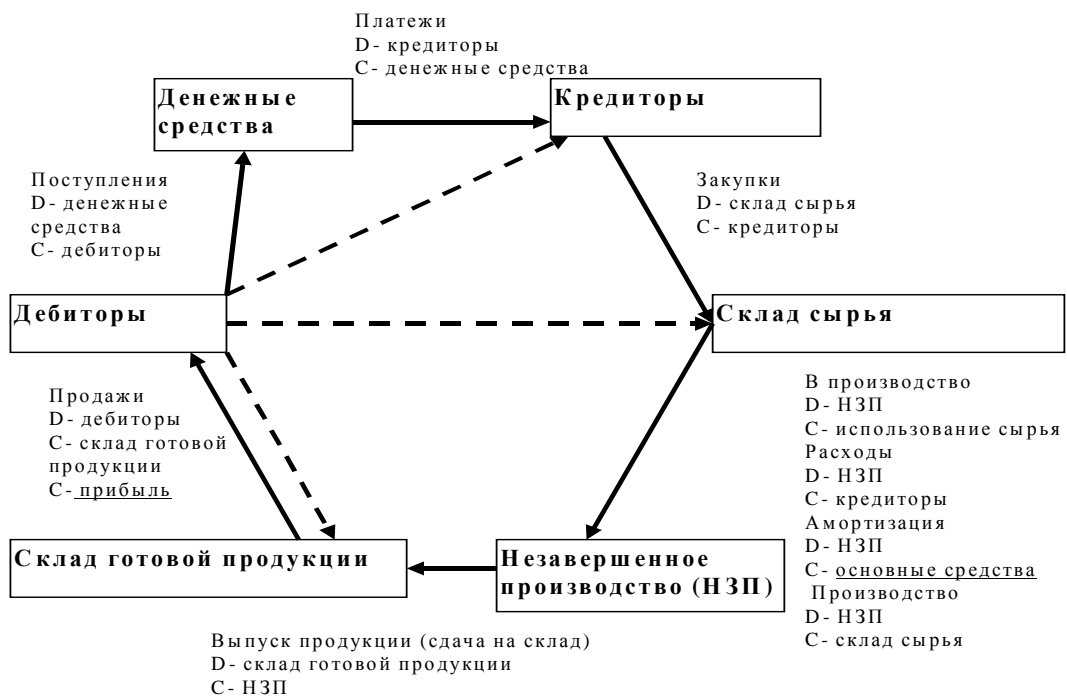 Платежи
D- кредиторы
C- денежные средства
Денежные
средства
Кредиторы
Поступления
D- денежные
средства
C- дебиторы
Закупки
D- склад сырья
C- кредиторы
Дебиторы
Склад сырья
Продажи
D- дебиторы
C- склад готовой
продукции
C- прибыль
В производство
D- НЗП
C- использование сырья
Расходы
D- НЗП
C- кредиторы
Амортизация
D- НЗП
C- основные средства
Производство
D- НЗП
C- склад сырья
Склад готовой продукции
Незавершенное
производство (НЗП)
Выпуск продукции (сдача на склад)
D- склад готовой продукции
C- НЗП